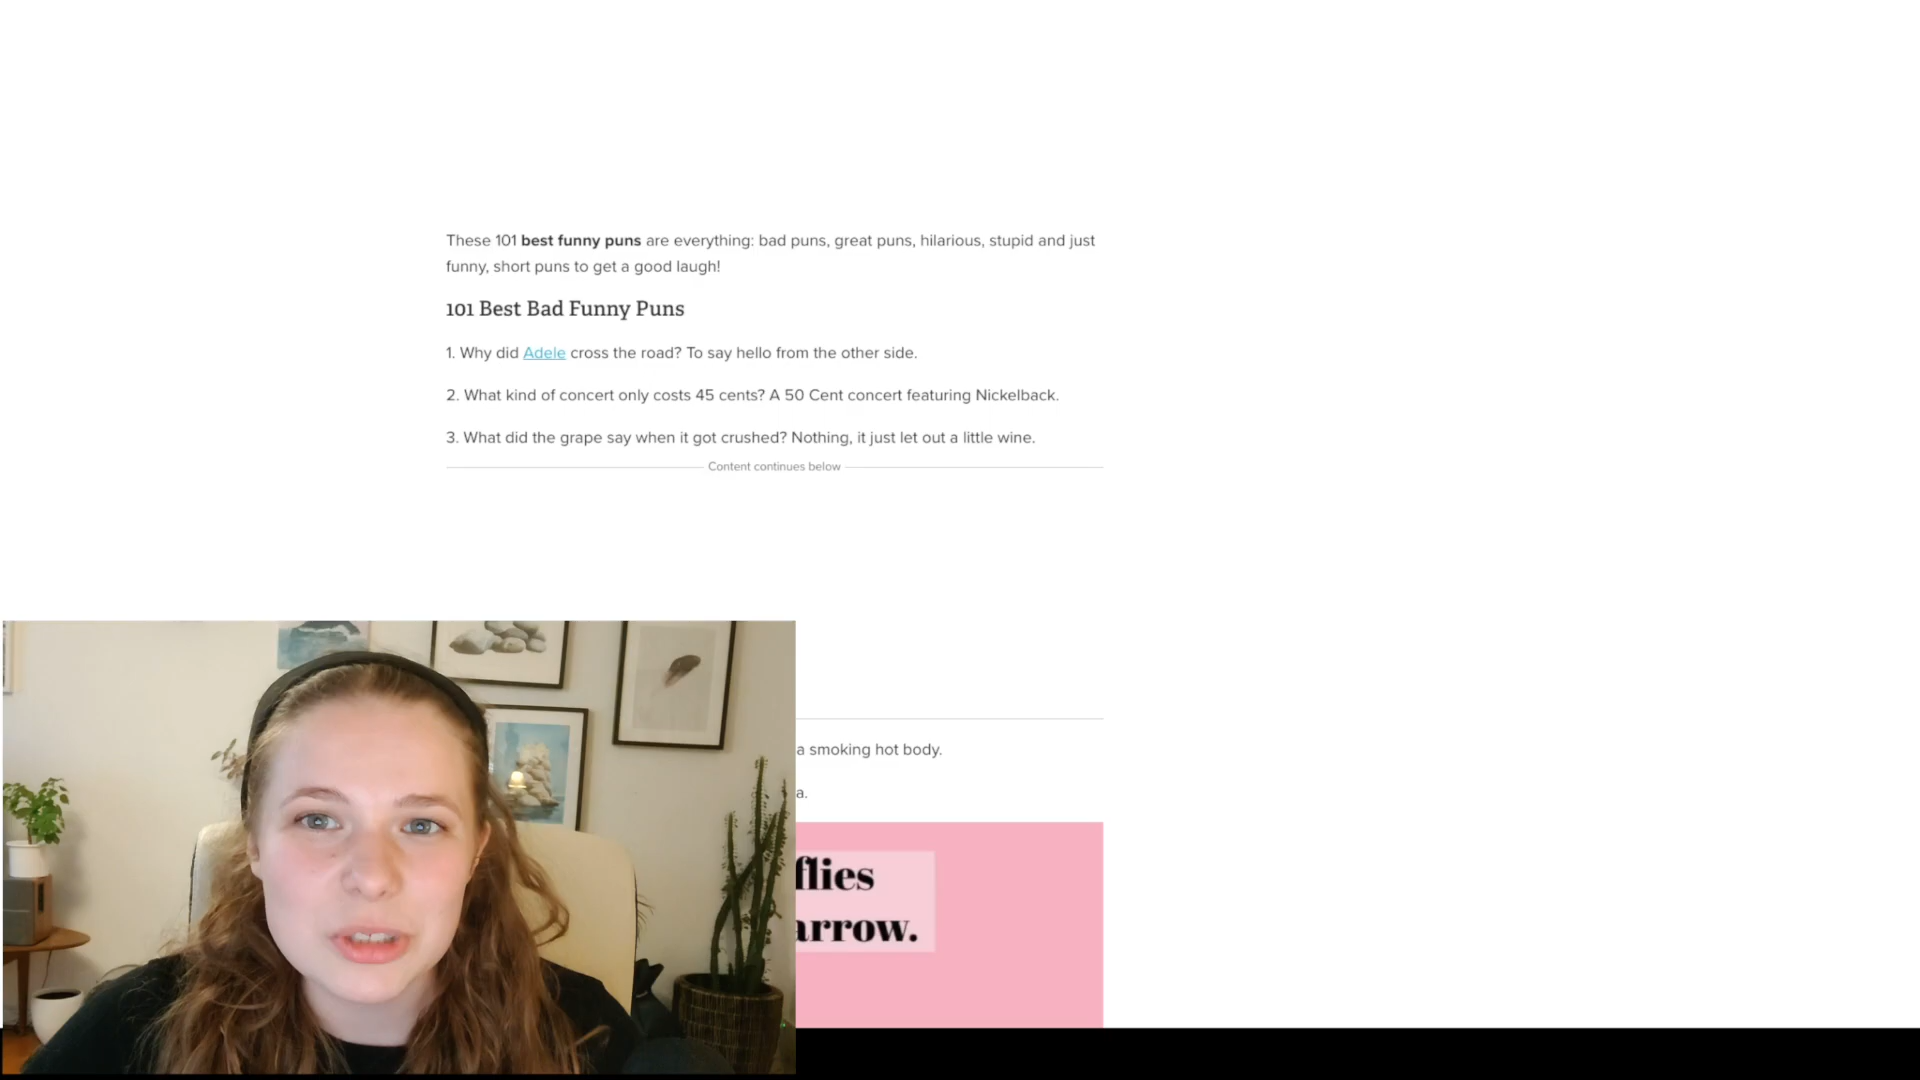 These 101 best funny puns are everything: bad puns, great puns, hilarious, stupid and just
funny, short puns to get a good laugh!
101 Best Bad Funny Puns
1. Why did Adele cross the road? To say hello from the other side.
2. What kind of concert only costs 45 cents? A 50 Cent concert featuring Nickelback.
3. What did the grape say when it got crushed? Nothing, it just let out a little wine.
Content continues below
a smoking hot body.
a.
flies
arrow.